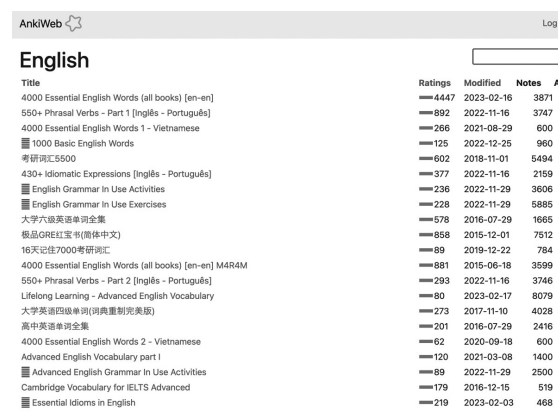 AnkiWeb Log
English
Title Ratings Modified Notes A
4000 Essential English Words (all books) [en-en] 4447 2023-02-16 3871
550+ Phrasal Verbs - Part 1 [Inglês - Português] 892 2022-11-16 3747
4000 Essential English Words 1 - Vietnamese 266 2021-08-29 600
1000 Basic English Words 125 2022-12-25 960
考研词汇5500 602 2018-11-01 5494
430+ Idiomatic Expressions [Inglês - Português] 377 2022-11-16 2159
English Grammar In Use Activities 236 2022-11-29 3606
English Grammar In Use Exercises 228 2022-11-29 5885
大学六级英语单词全集 578 2016-07-29 1665
极品GRE红宝书(简体中文) 858 2015-12-01 7512
16天记住7000考研词汇 89 2019-12-22 784
4000 Essential English Words (all books) [en-en] M4R4M 881 2015-06-18 3599
550+ Phrasal Verbs - Part 2 [Inglês - Português] 293 2022-11-16 3746
Lifelong Learning - Advanced English Vocabulary 80 2023-02-17 8079
大学英语四级单词(词典重制完美版) 273 2017-11-10 4028
高中英语单词全集 201 2016-07-29 2416
4000 Essential English Words 2 - Vietnamese 62 2020-09-18 600
Advanced English Vocabulary part I 120 2021-03-08 1400
Advanced English Grammar In Use Activities 89 2022-11-29 2500
Cambridge Vocabulary for IELTS Advanced 179 2016-12-15 519
Essential Idioms in English 219 2023-02-03 468